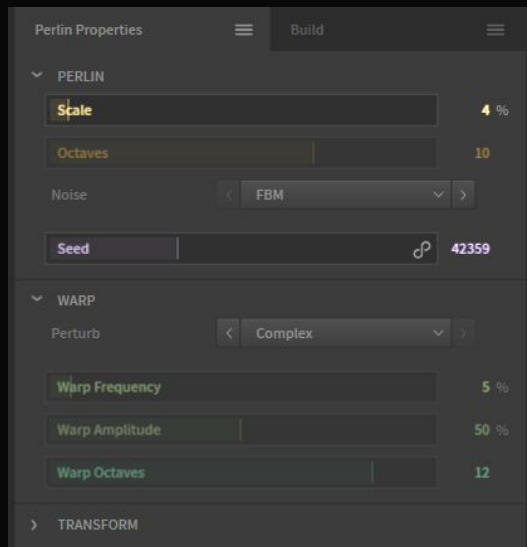 Perlin Properties Build
PERLIN
Scale 4 %
Octaves 10
Noise FBM
Seed 42359
WARP
Perturb Complex
Warp Frequency 5 %
Warp Amplitude 50 %
Warp Octaves 12
TRANSFORM